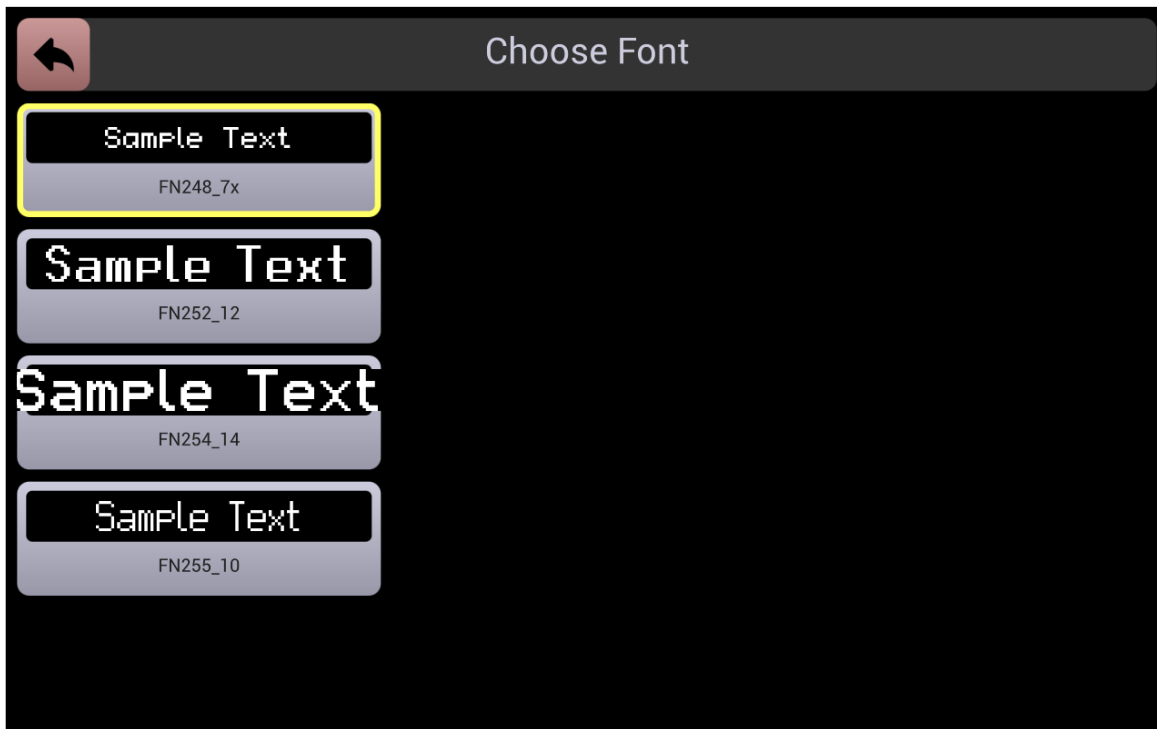 Choose Font
Sample Text
FN248_7x
Sample Text
FN252_12
Sample Text
FN254_14
Sample Text
FN255_10